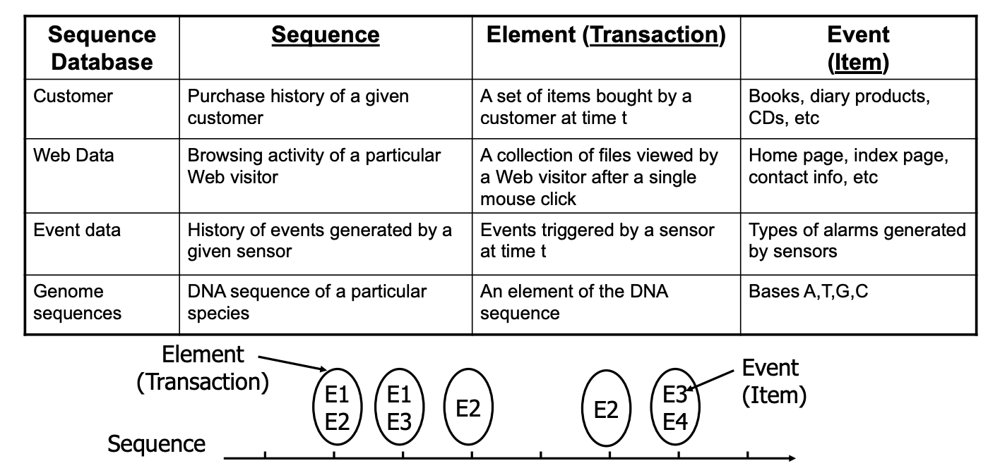 Sequence
Database
Sequence
Element (Transaction)
Event
(Item)
Customer
Purchase history of a given
customer
A set of items bought by a
customer at time t
Books, diary products,
CDs, etc
Web Data
Browsing activity of a particular
Web visitor
A collection of files viewed by
a Web visitor after a single
mouse click
Home page, index page,
contact info, etc
Event data
History of events generated by a
given sensor
Events triggered by a sensor
at time t
Types of alarms generated
by sensors
Genome
sequences
DNA sequence of a particular
species
An element of the DNA
sequence
Bases A,T,G,C
Element
(Transaction)
E1
E2
E1
E3
E2
E2
E3
E4
Event
(Item)
Sequence